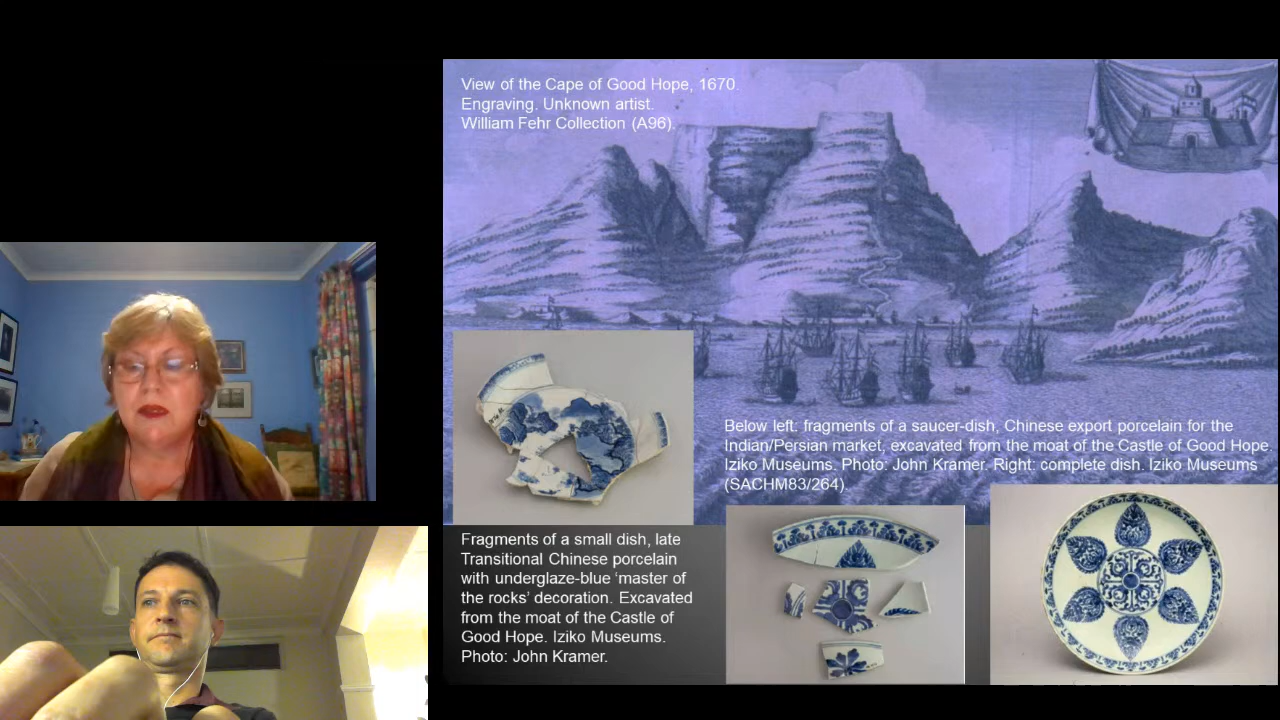 View of the Cape of Good Hope, 1670.
Engraving. Unknown artist.
William Fehr Collection (A96).
Below left: fragments of a saucer-dish, Chinese export porcelain for the
Indian/Persian market, excavated from the moat of the Castle of Good Hope.
Iziko Museums. Photo: John Kramer. Right: complete dish. Iziko Museums
(SACHM83/264).
Fragments of a small dish, late
Transitional Chinese porcelain
with underglaze-blue ‘master of
the rocks’ decoration. Excavated
from the moat of the Castle of
Good Hope. Iziko Museums.
Photo: John Kramer.